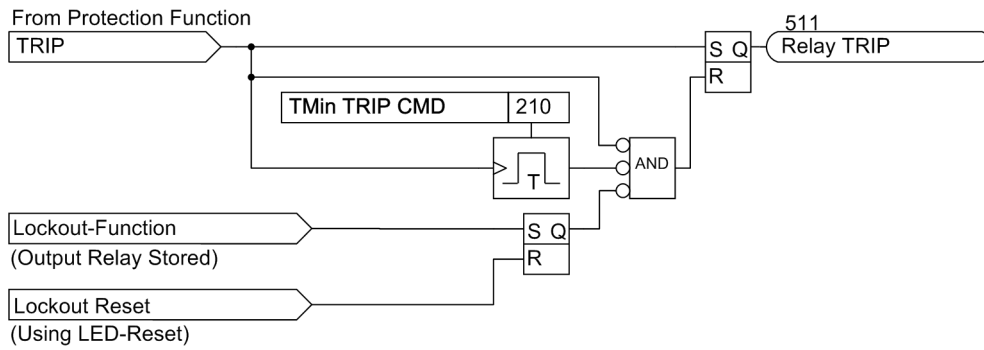 From Protection Function
TRIP
511
S Q
Relay TRIP
R
TMin TRIP CMD 210
T
AND
Lockout-Function
(Output Relay Stored)
S Q
R
Lockout Reset
(Using LED-Reset)